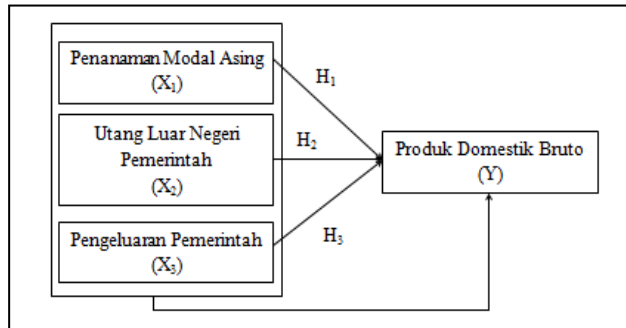 Penanaman Modal Asing
(X₁)
H₁
Utang Luar Negeri
Pemerintah
(X₂)
H₂
Produk Domestik Bruto
(Y)
Pengeluaran Pemerintah
(X₃)
H₃